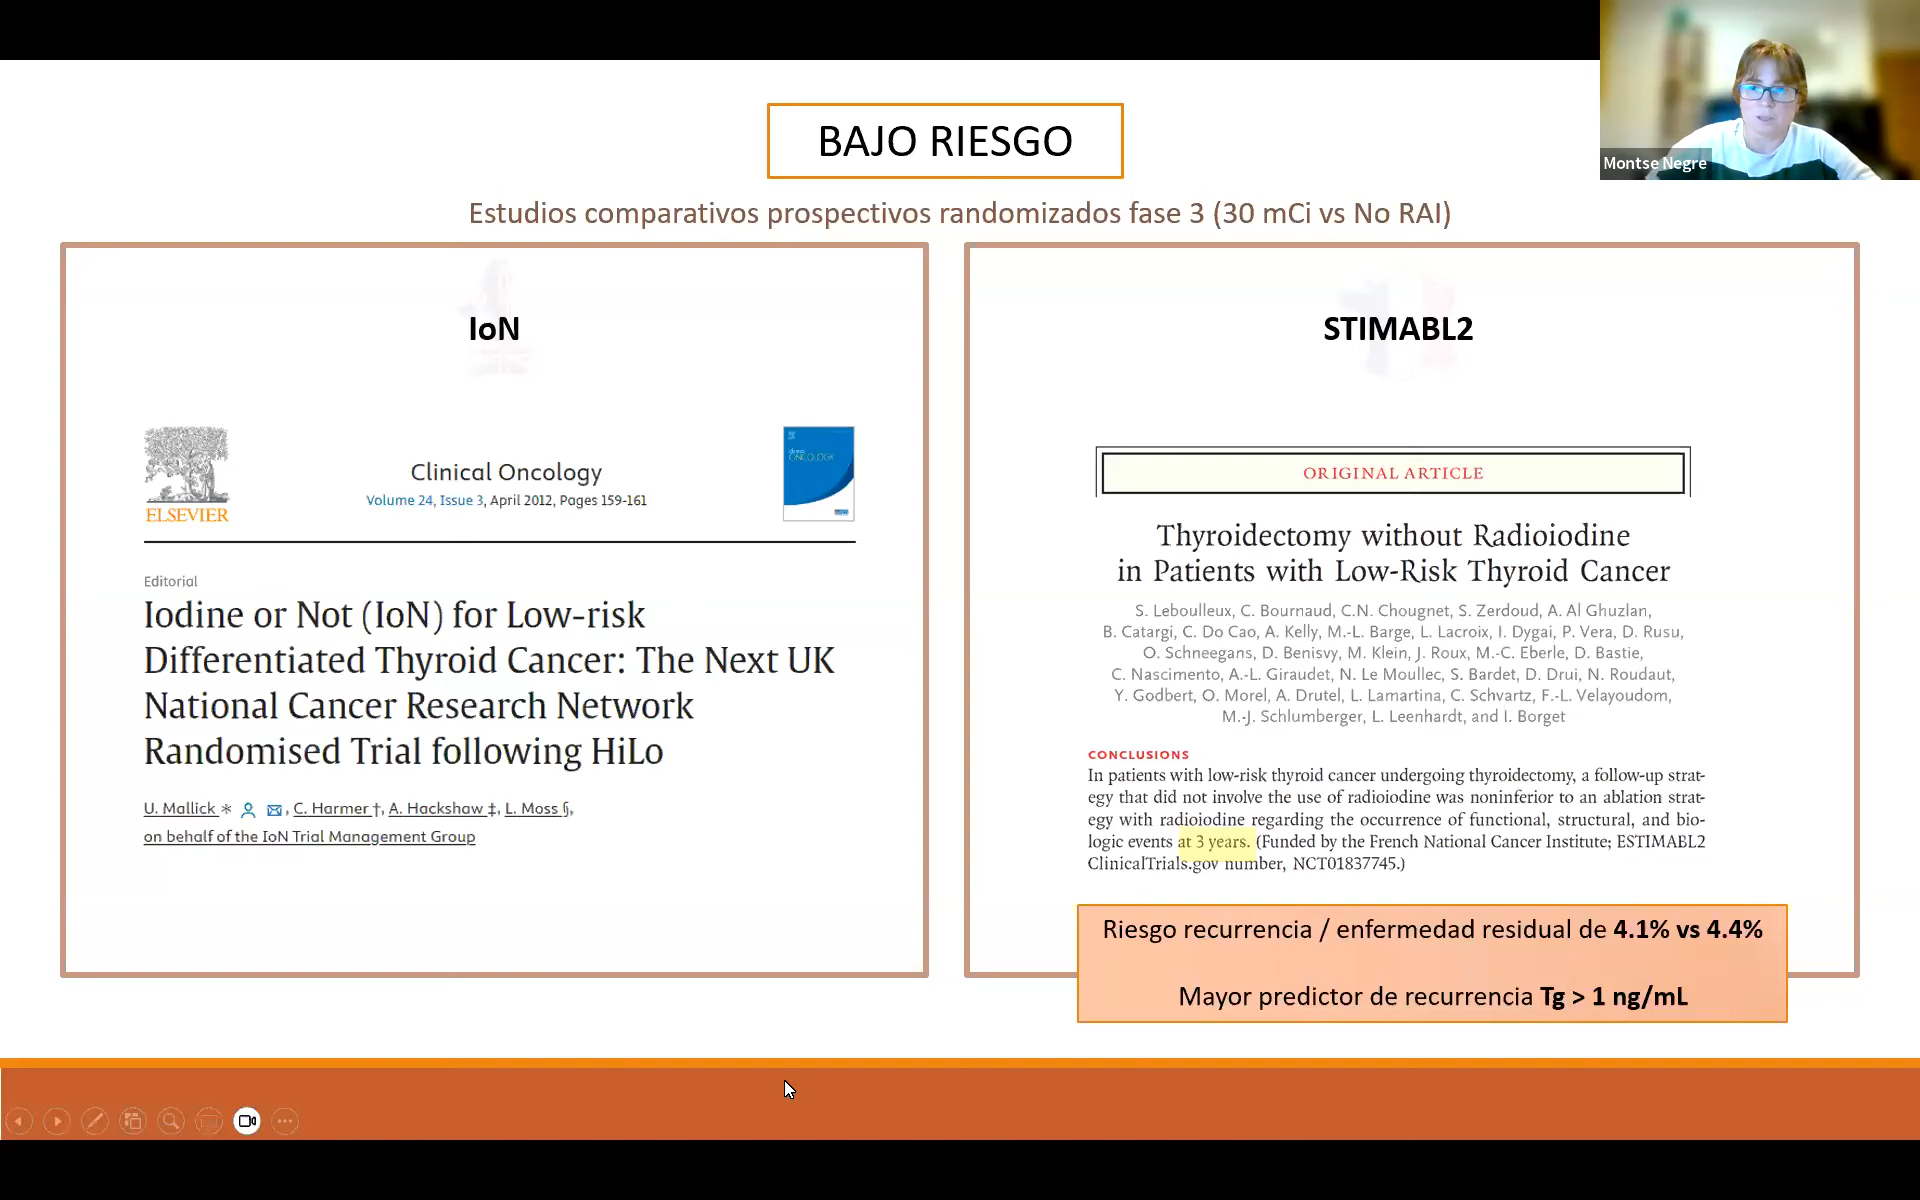 BAJO RIESGO
Montse Negre
Estudios comparativos prospectivos randomizados fase 3 (30 mCi vs No RAI)
IoN
ELSEVIER
Clinical Oncology
Volume 24, Issue 3, April 2012, Pages 159-161
Editorial
Iodine or Not (IoN) for Low-risk
Differentiated Thyroid Cancer: The Next UK
National Cancer Research Network
Randomised Trial following HiLo
U. Mallick *, C. Harmer †, A. Hackshaw ‡, L. Moss §,
on behalf of the IoN Trial Management Group
STIMABL2
ORIGINAL ARTICLE
Thyroidectomy without Radioiodine
in Patients with Low-Risk Thyroid Cancer
S. Leboulleux, C. Bournaud, C.N. Chougnet, S. Zerdoud, A. Al Ghuzlan,
B. Catargi, C. Do Cao, A. Kelly, M.-L. Barge, L. Lacroix, I. Dygai, P. Vera, D. Rusu,
O. Schneegans, D. Benisvy, M. Klein, J. Roux, M.-C. Eberle, D. Bastie,
C. Nascimento, A.-L. Giraudet, N. Le Moullec, S. Bardet, D. Drui, N. Roudaut,
Y. Godbert, O. Morel, A. Drutel, L. Lamartina, C. Schvartz, F.-L. Velayoudom,
M.-J. Schlumberger, L. Leenhardt, and I. Borget
CONCLUSIONS
In patients with low-risk thyroid cancer undergoing thyroidectomy, a follow-up strat-
egy that did not involve the use of radioiodine was noninferior to an ablation strat-
egy with radioiodine regarding the occurrence of functional, structural, and bio-
logic events at 3 years. (Funded by the French National Cancer Institute; ESTIMABL2
ClinicalTrials.gov number, NCT01837745.)
Riesgo recurrencia / enfermedad residual de 4.1% vs 4.4%
Mayor predictor de recurrencia Tg > 1 ng/mL